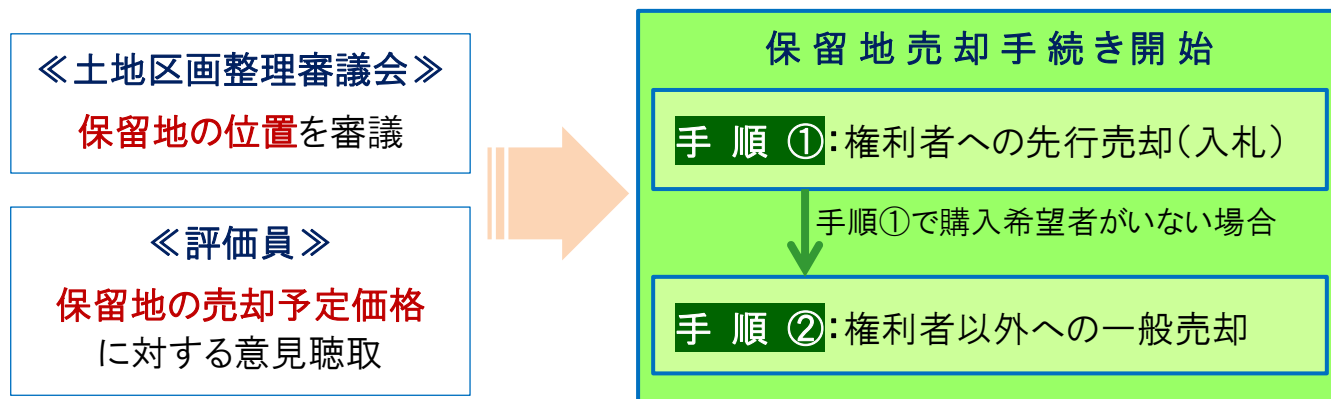 ≪土地区画整理審議会≫
保留地の位置を審議
≪評価員≫
保留地の売却予定価格
に対する意見聴取
保留地売却手続き開始
手順①：権利者への先行売却（入札）
手順①で購入希望者がいない場合
手順②：権利者以外への一般売却